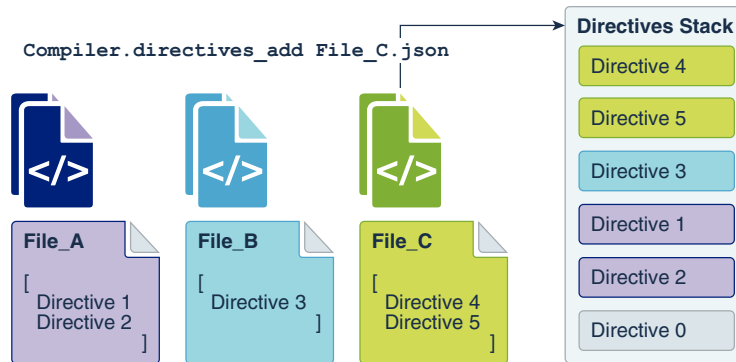 Compiler.directives_add File_C.json
</>
</>
</>
File_A
[
Directive 1
Directive 2
]
File_B
[
Directive 3
]
File_C
[
Directive 4
Directive 5
]
Directives Stack
Directive 4
Directive 5
Directive 3
Directive 1
Directive 2
Directive 0